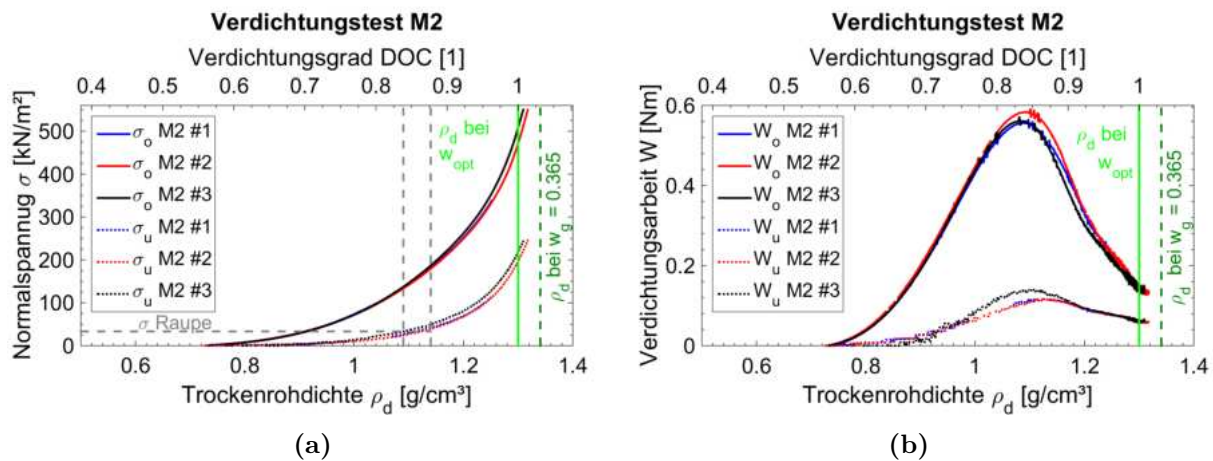 Verdichtungstest M2
Verdichtungsgrad DOC [1]
0.4 0.5 0.6 0.7 0.8 0.9 1
Normalspannug σ [kN/m²]
500
400
300
200
100
0
σo M2 #1
σo M2 #2
σo M2 #3
σu M2 #1
σu M2 #2
σu M2 #3
σ Raupe
ρd bei
wopt
ρd bei wg = 0.365
0.6 0.8 1 1.2 1.4
Trockenrohdichte ρd [g/cm³]
(a)
Verdichtungstest M2
Verdichtungsgrad DOC [1]
0.4 0.5 0.6 0.7 0.8 0.9 1
Verdichtungsarbeit W [Nm]
0.6
0.4
0.2
0
Wo M2 #1
Wo M2 #2
Wo M2 #3
Wu M2 #1
Wu M2 #2
Wu M2 #3
ρd bei
wopt
ρd bei wg = 0.365
0.6 0.8 1 1.2 1.4
Trockenrohdichte ρd [g/cm³]
(b)